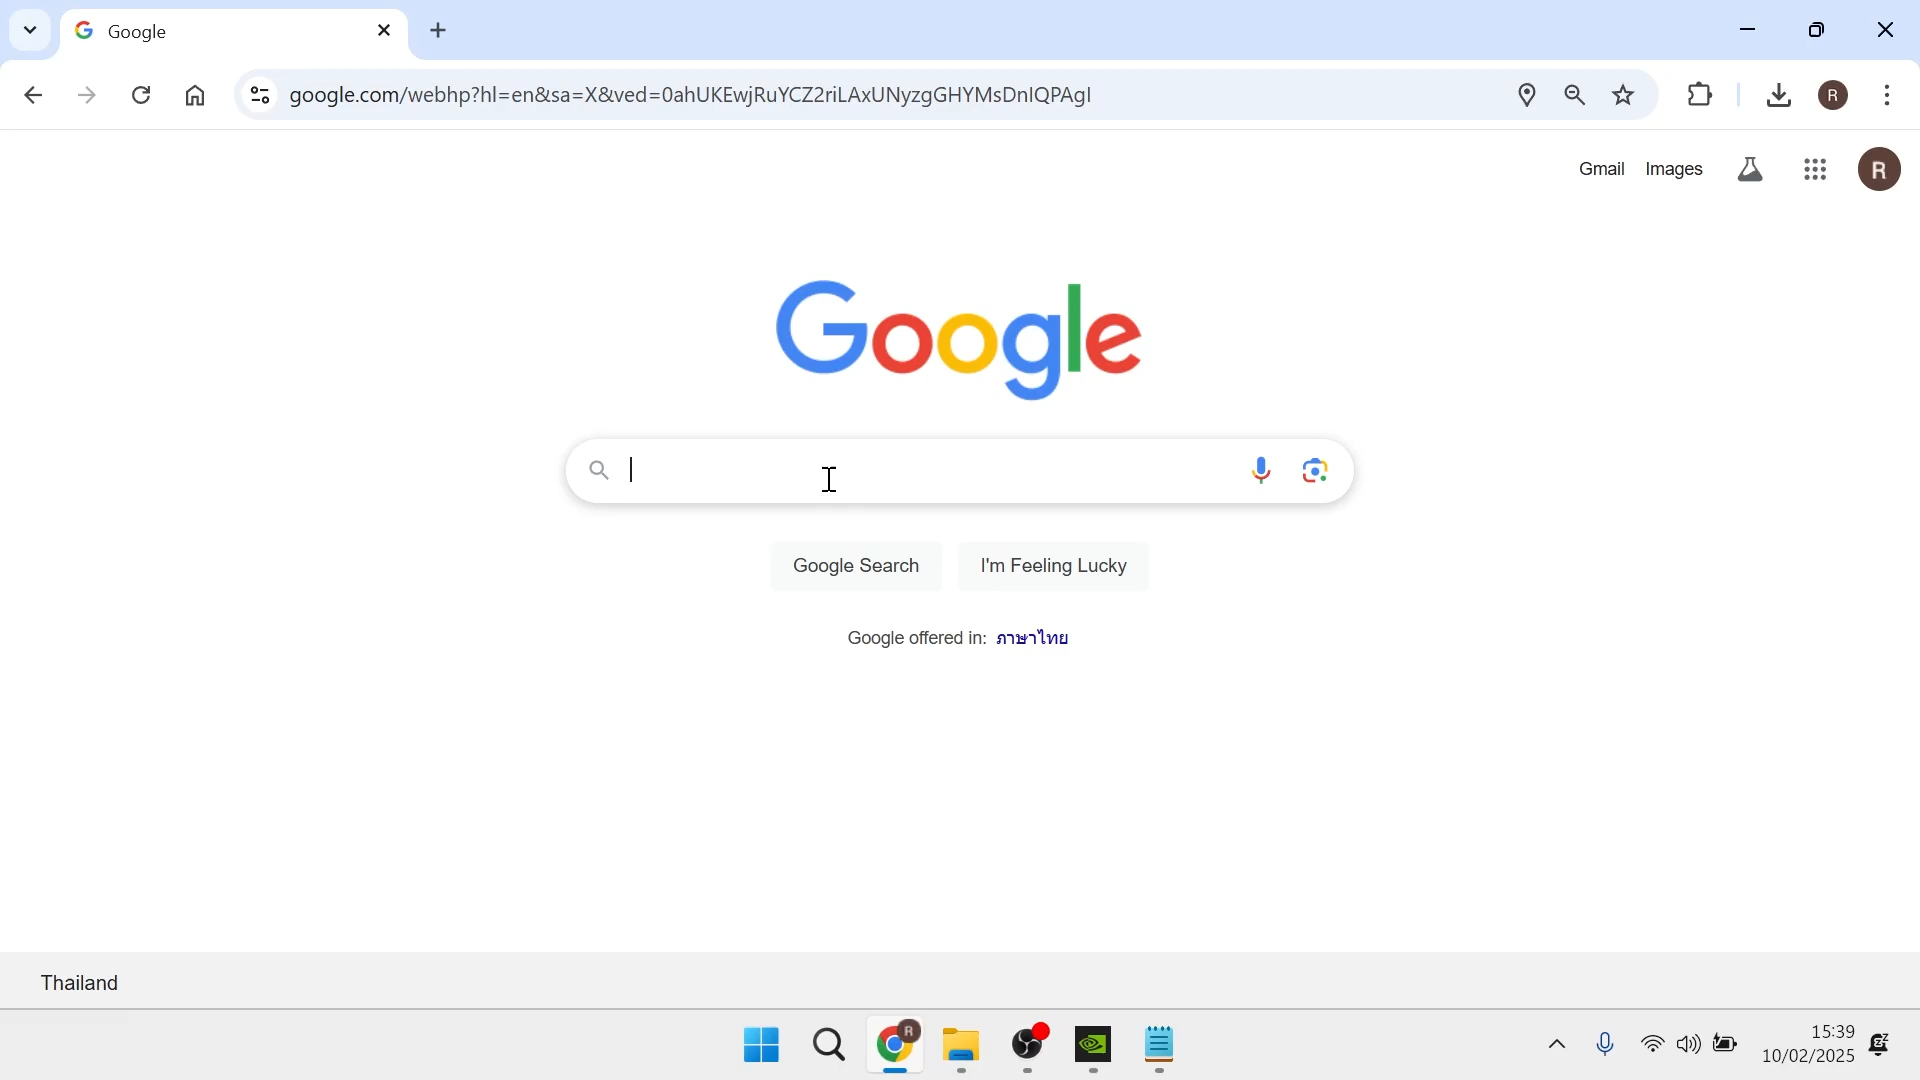 Google
google.com/webhp?hl=en&sa=X&ved=0ahUKEwjRuYCZ2riLAxUNyzgGHYMsDnIQPAgI
R
Gmail Images R
Google
Google Search I'm Feeling Lucky
Google offered in: ภาษาไทย
Thailand
R
15:39
10/02/2025